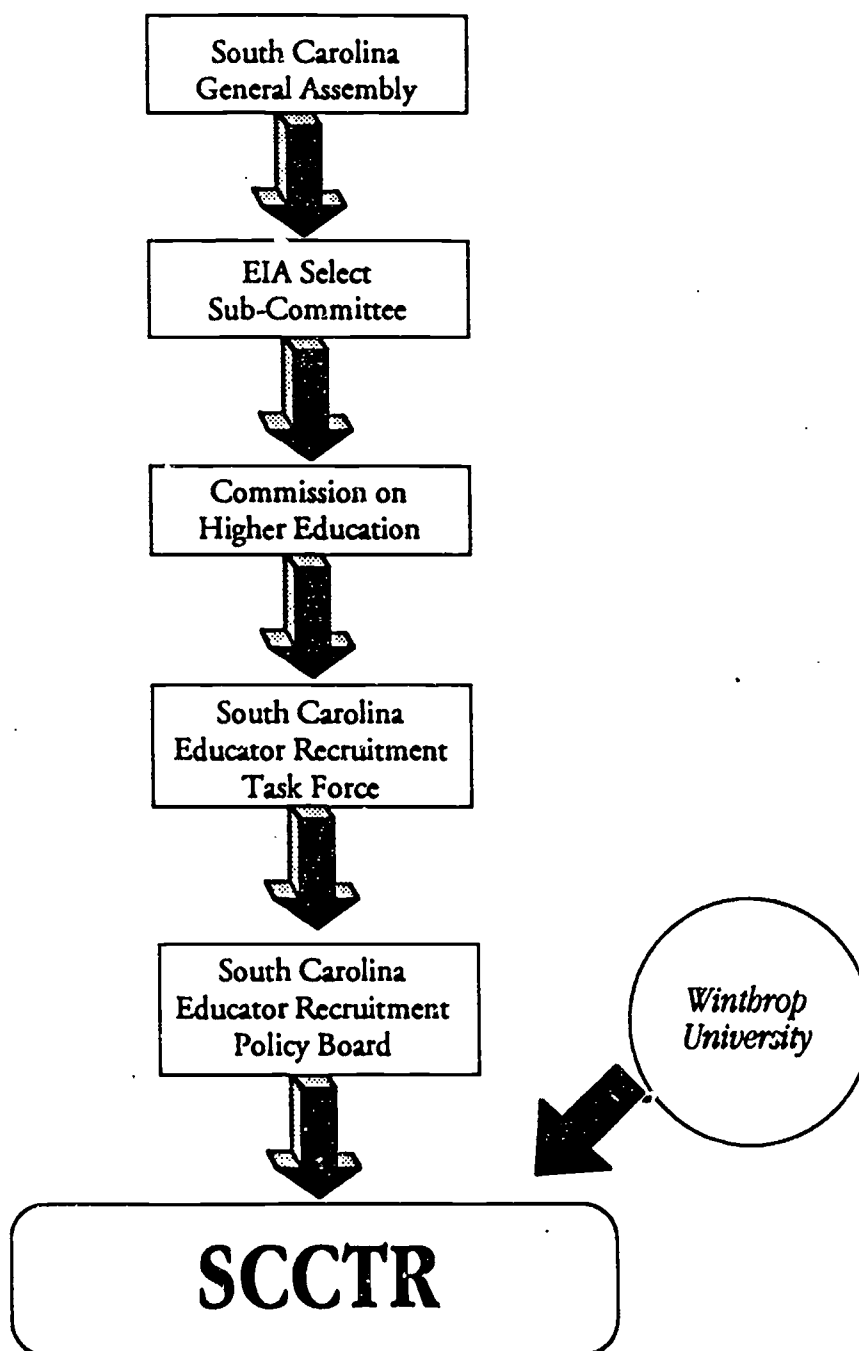 South Carolina
General Assembly
EIA Select
Sub-Committee
Commission on
Higher Education
South Carolina
Educator Recruitment
Task Force
South Carolina
Educator Recruitment
Policy Board
Winthrop
University
SCCTR